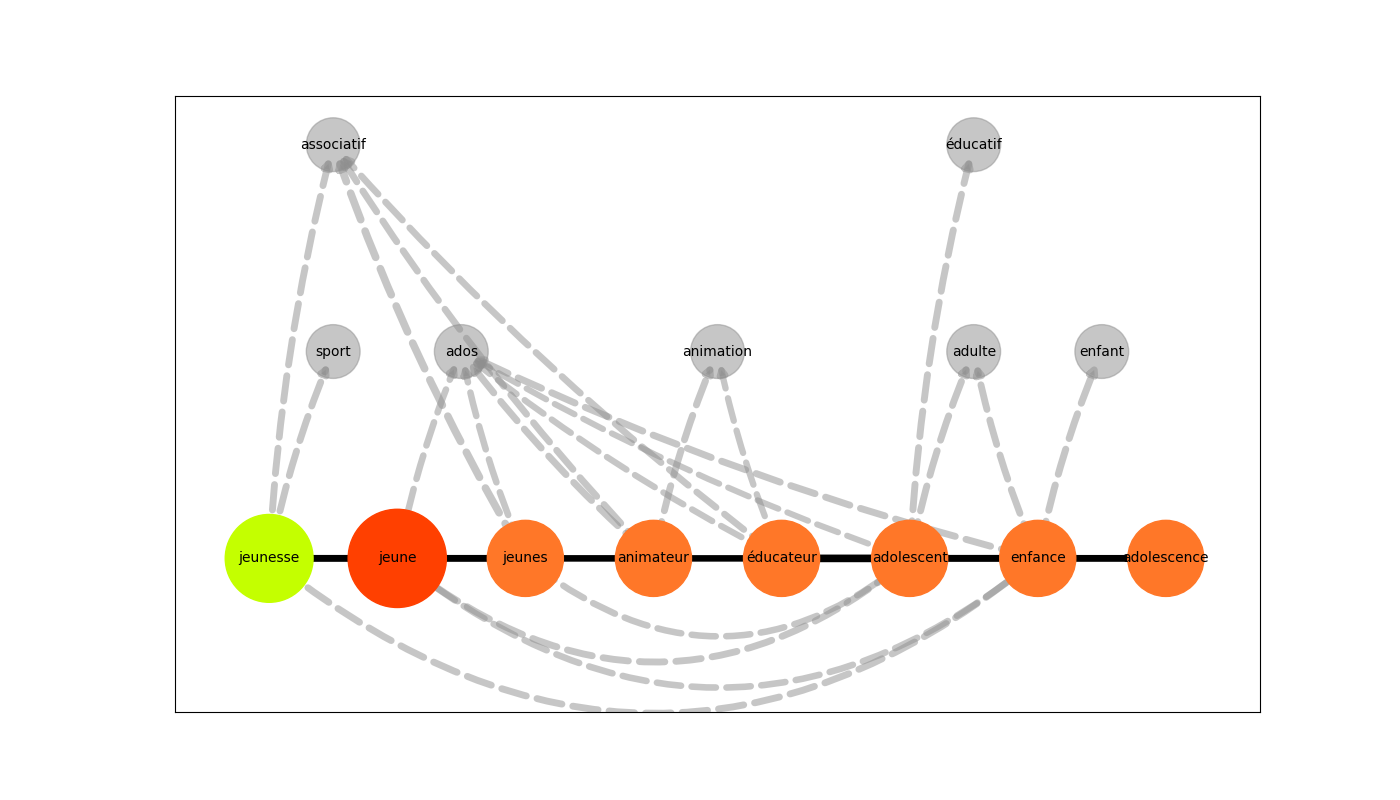 associatif
éducatif
sport
ados
animation
adulte
enfant
jeunesse
jeune
jeunes
animateur
éducateur
adolescent
enfance
adolescence